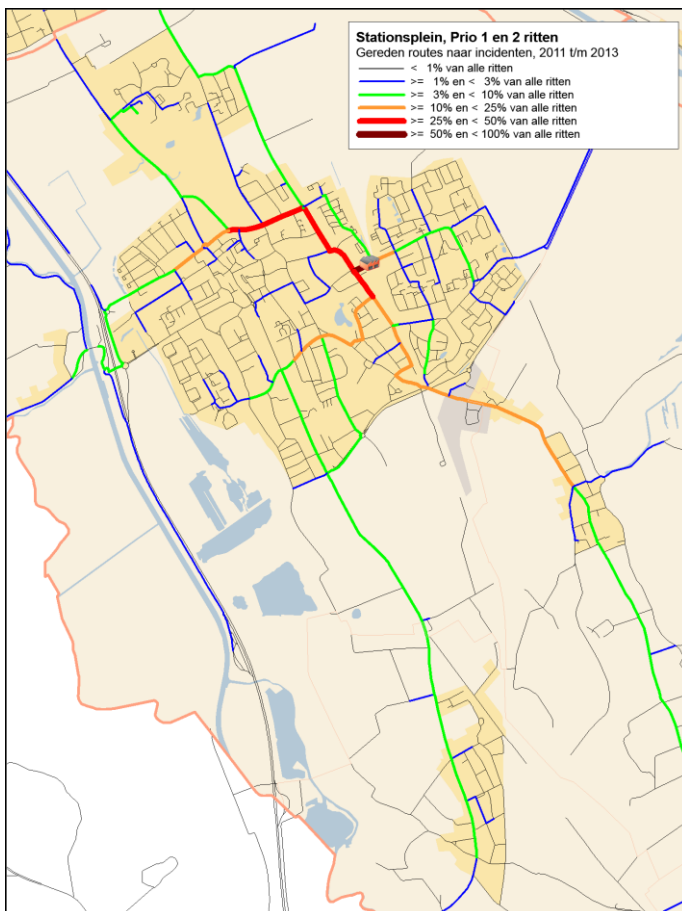 Stationsplein, Prio 1 en 2 ritten
Gereden routes naar incidenten, 2011 t/m 2013
< 1% van alle ritten
>= 1% en < 3% van alle ritten
>= 3% en < 10% van alle ritten
>= 10% en < 25% van alle ritten
>= 25% en < 50% van alle ritten
>= 50% en < 100% van alle ritten